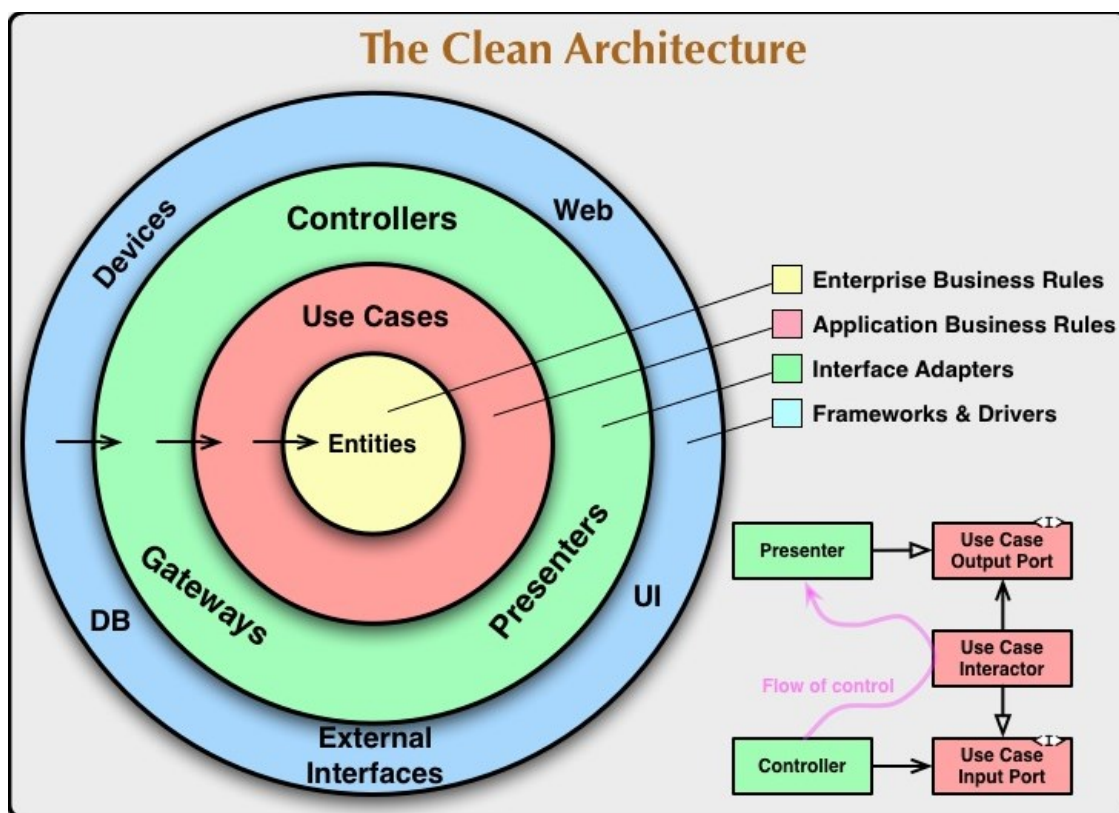 The Clean Architecture
Devices
Web
Controllers
Use Cases
Entities
Gateways
Presenters
DB
UI
External
Interfaces
Enterprise Business Rules
Application Business Rules
Interface Adapters
Frameworks & Drivers
Presenter
<I>
Use Case
Output Port
Use Case
Interactor
Flow of control
Controller
<I>
Use Case
Input Port